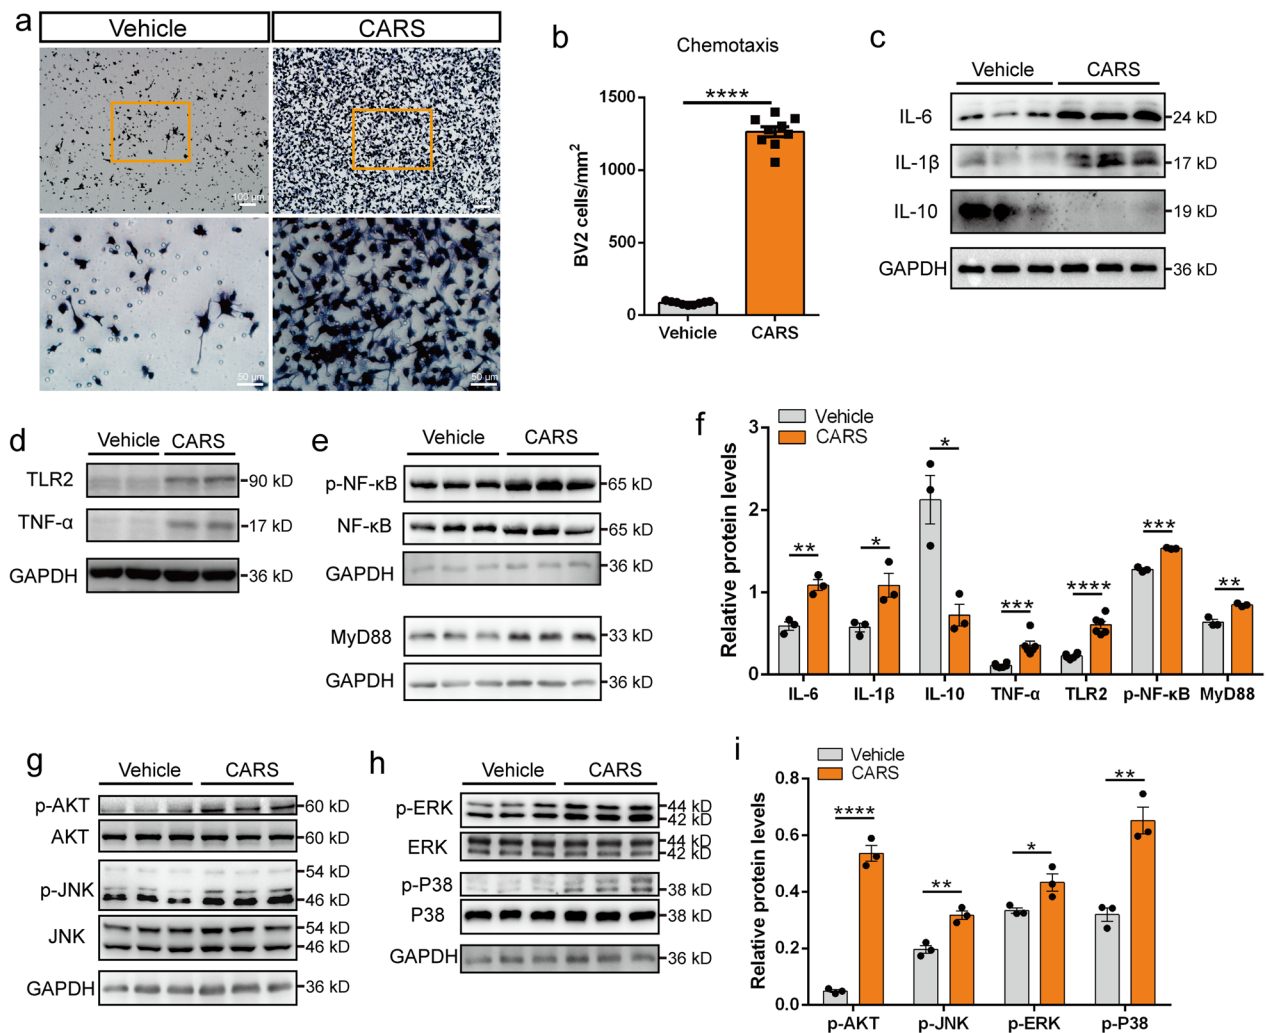 a
Vehicle CARS
100 μm
50 μm 50 μm
b
Chemotaxis
****
BV2 cells/mm2
1500
1000
500
0
Vehicle CARS
c
Vehicle CARS
IL-6 24 kD
IL-1β 17 kD
IL-10 19 kD
GAPDH 36 kD
d
Vehicle CARS
TLR2 90 kD
TNF-α 17 kD
GAPDH 36 kD
e
Vehicle CARS
p-NF-κB 65 kD
NF-κB 65 kD
GAPDH 36 kD
MyD88 33 kD
GAPDH 36 kD
f
Vehicle
CARS
Relative protein levels
3
2
1
0
** * * *** **** *** **
IL-6 IL-1β IL-10 TNF-α TLR2 p-NF-κB MyD88
g
Vehicle CARS
p-AKT 60 kD
AKT 60 kD
p-JNK 54 kD
46 kD
JNK 54 kD
46 kD
GAPDH 36 kD
h
Vehicle CARS
p-ERK 44 kD
42 kD
ERK 44 kD
42 kD
p-P38 38 kD
P38 38 kD
GAPDH 36 kD
i
Vehicle
CARS
Relative protein levels
0.8
0.6
0.4
0.2
0.0
**** ** * **
p-AKT p-JNK p-ERK p-P38